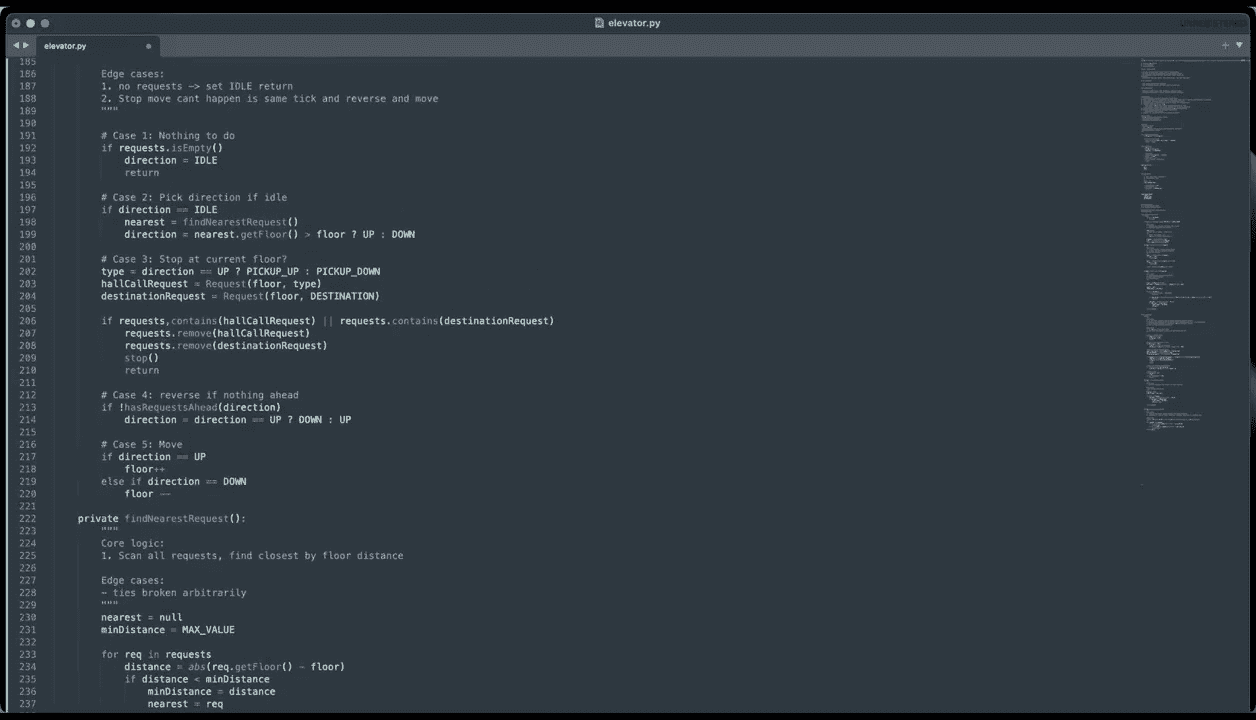 elevator.py
elevator.py
185
186 Edge cases:
187 1. no requests -> set IDLE return
188 2. Stop move cant happen is same tick and reverse and move
189 """
190
191 # Case 1: Nothing to do
192 if requests.isEmpty()
193 direction = IDLE
194 return
195
196 # Case 2: Pick direction if idle
197 if direction == IDLE
198 nearest = findNearestRequest()
199 direction = nearest.getFloor() > floor ? UP : DOWN
200
201 # Case 3: Stop at current floor?
202 type = direction == UP ? PICKUP_UP : PICKUP_DOWN
203 hallCallRequest = Request(floor, type)
204 destinationRequest = Request(floor, DESTINATION)
205
206 if requests,contains(hallCallRequest) || requests.contains(destinationRequest)
207 requests.remove(hallCallRequest)
208 requests.remove(destinationRequest)
209 stop()
210 return
211
212 # Case 4: reverse if nothing ahead
213 if !hasRequestsAhead(direction)
214 direction = direction == UP ? DOWN : UP
215
216 # Case 5: Move
217 if direction == UP
218 floor++
219 else if direction == DOWN
220 floor --
221
222 private findNearestRequest():
223 """
224 Core logic:
225 1. Scan all requests, find closest by floor distance
226
227 Edge cases:
228 - ties broken arbitrarily
229 """
230 nearest = null
231 minDistance = MAX_VALUE
232
233 for req in requests
234 distance = abs(req.getFloor() - floor)
235 if distance < minDistance
236 minDistance = distance
237 nearest = req